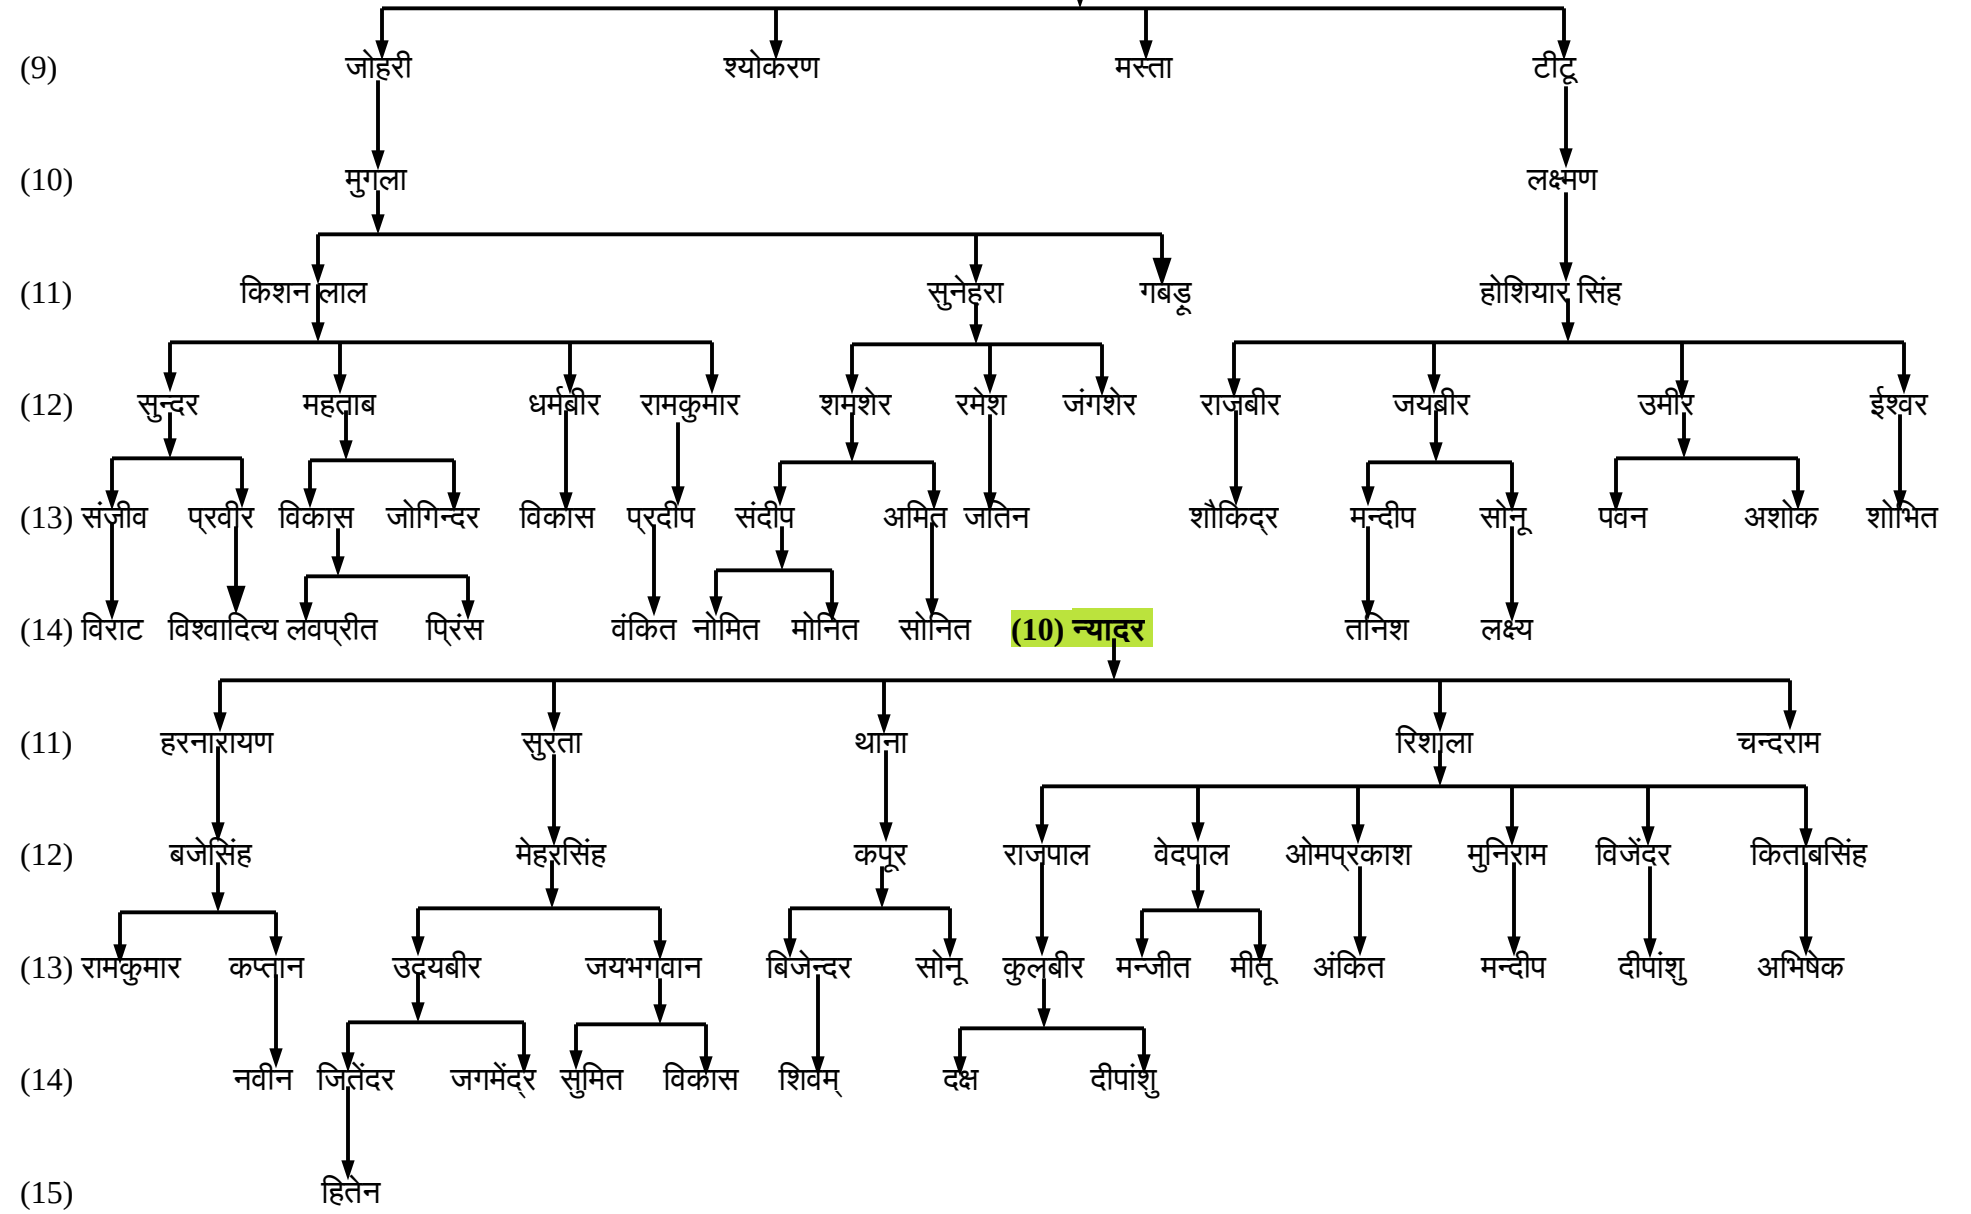 (9) जोहरी श्योकरण मस्ता टीटू
(10) मुगला लक्ष्मण
(11) किशन लाल सुनेहरा गबड़ू होशियार सिंह
(12) सुन्दर महताब धर्मबीर रामकुमार शमशेर रमेश जंगशेर राजबीर जयबीर उमीर ईश्वर
(13) संजीव प्रवीर विकास जोगिन्दर विकास प्रदीप संदीप अमित जतिन शौकिद्र मन्दीप सोनू पवन अशोक शोभित
(14) विराट विश्वादित्य लवप्रीत प्रिंस वंकित नोमित मोनित सोनित (10) न्यादर तनिश लक्ष्य
(11) हरनारायण सुरता थाना रिशाला चन्दराम
(12) बजेसिंह मेहरसिंह कपूर राजपाल वेदपाल ओमप्रकाश मुनिराम विजेंदर किताबसिंह
(13) रामकुमार कप्तान उदयबीर जयभगवान बिजेन्दर सोनू कुलबीर मन्जीत मीतू अंकित मन्दीप दीपांशु अभिषेक
(14) नवीन जितेंदर जगमेंद्र सुमित विकास शिवम् दक्ष दीपांशु
(15) हितेन